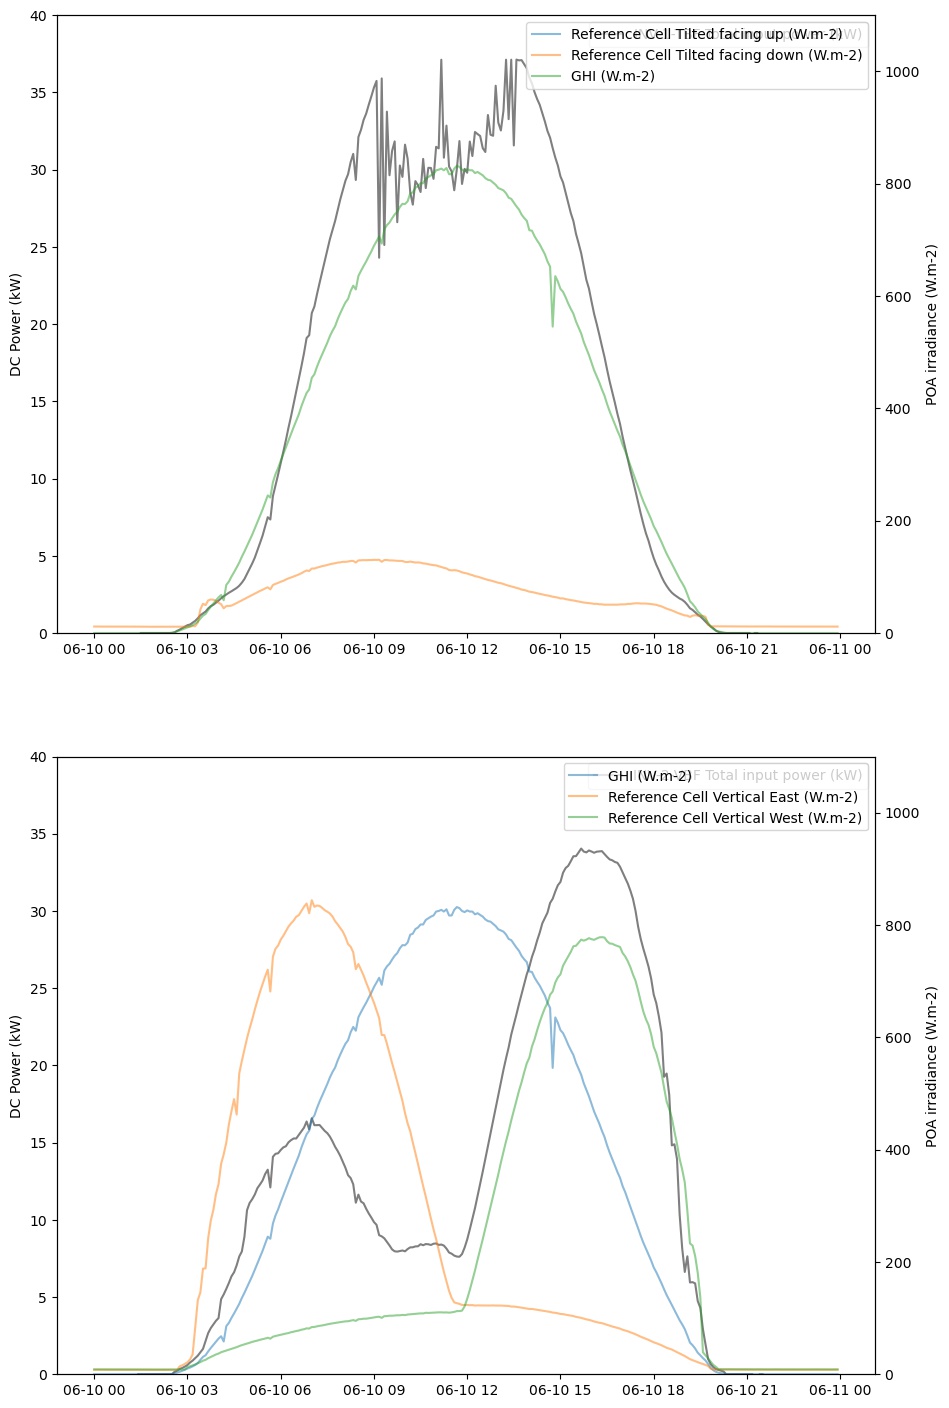 40
35
30
25
20
15
10
5
0
DC Power (kW)
Reference Cell Tilted facing up (W.m-2)
Reference Cell Tilted facing down (W.m-2)
GHI (W.m-2)
1000
800
600
400
200
0
POA irradiance (W.m-2)
06-10 00 06-10 03 06-10 06 06-10 09 06-10 12 06-10 15 06-10 18 06-10 21 06-11 00
40
35
30
25
20
15
10
5
0
DC Power (kW)
Total input power (kW)
GHI (W.m-2)
Reference Cell Vertical East (W.m-2)
Reference Cell Vertical West (W.m-2)
1000
800
600
400
200
0
POA irradiance (W.m-2)
06-10 00 06-10 03 06-10 06 06-10 09 06-10 12 06-10 15 06-10 18 06-10 21 06-11 00